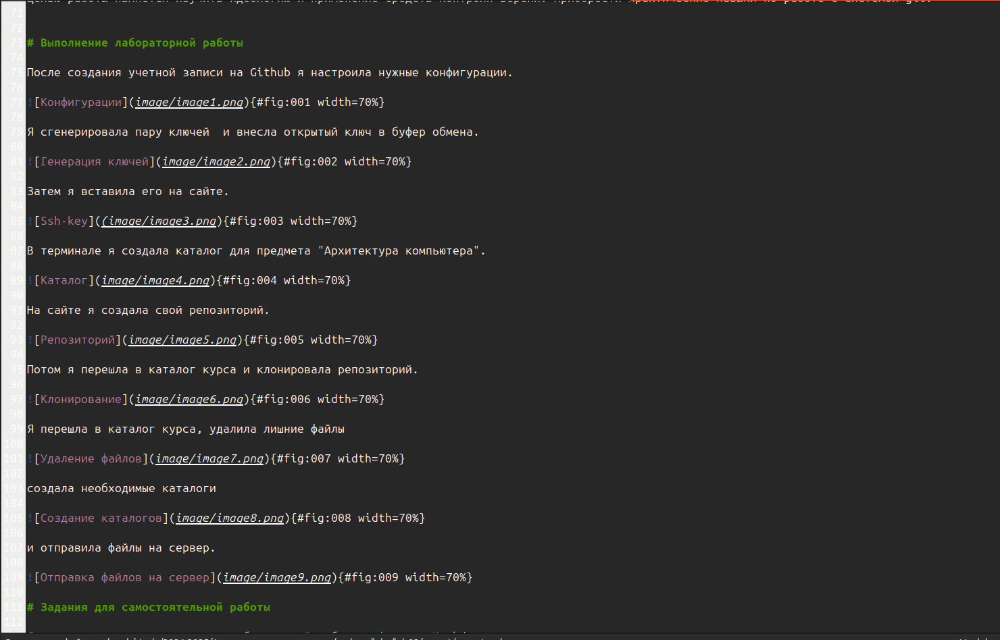 71
72
73 # Выполнение лабораторной работы
74
75 После создания учетной записи на Github я настроила нужные конфигурации.
76
77 ![Конфигурации](image/image1.png){#fig:001 width=70%}
78
79 Я сгенерировала пару ключей  и внесла открытый ключ в буфер обмена.
80
81 ![Генерация ключей](image/image2.png){#fig:002 width=70%}
82
83 Затем я вставила его на сайте.
84
85 ![Ssh-key]((image/image3.png){#fig:003 width=70%}
86
87 В терминале я создала каталог для предмета "Архитектура компьютера".
88
89 ![Каталог](image/image4.png){#fig:004 width=70%}
90
91 На сайте я создала свой репозиторий.
92
93 ![Репозиторий](image/image5.png){#fig:005 width=70%}
94
95 Потом я перешла в каталог курса и клонировала репозиторий.
96
97 ![Клонирование](image/image6.png){#fig:006 width=70%}
98
99 Я перешла в каталог курса, удалила лишние файлы
100
101 ![Удаление файлов](image/image7.png){#fig:007 width=70%}
102
103 создала необходимые каталоги
104
105 ![Создание каталогов](image/image8.png){#fig:008 width=70%}
106
107 и отправила файлы на сервер.
108
109 ![Отправка файлов на сервер](image/image9.png){#fig:009 width=70%}
110
111 # Задания для самостоятельной работы
112